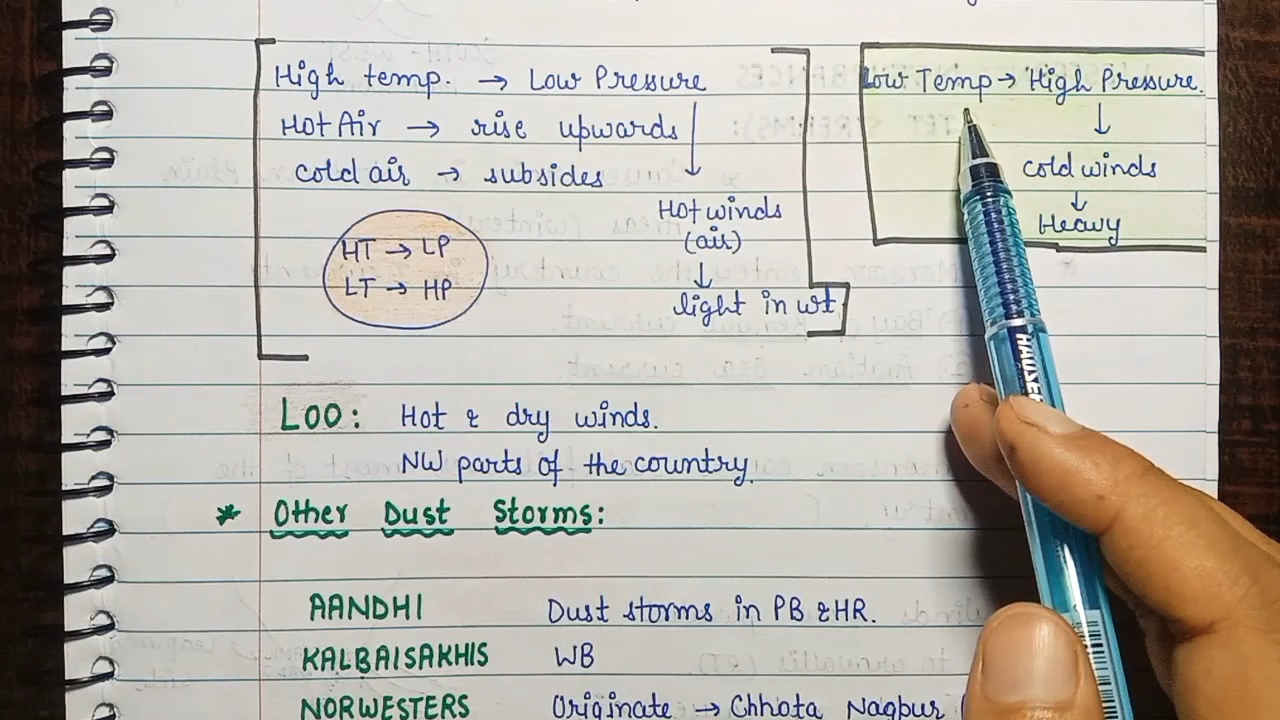 High temp. → Low Pressure
Hot Air → rise upwards
cold air → subsides
Hot winds
(air)
↓
light in wt.
HT → LP
LT → HP
Low Temp → High Pressure.
↓
cold winds
↓
Heavy
LOO: Hot & dry winds.
NW parts of the country.
* Other Dust Storms:
AANDHI Dust storms in PB & HR.
KALBAISAKHIS WB
NORWESTERS Originate → Chhota Nagpur (
HAUSER